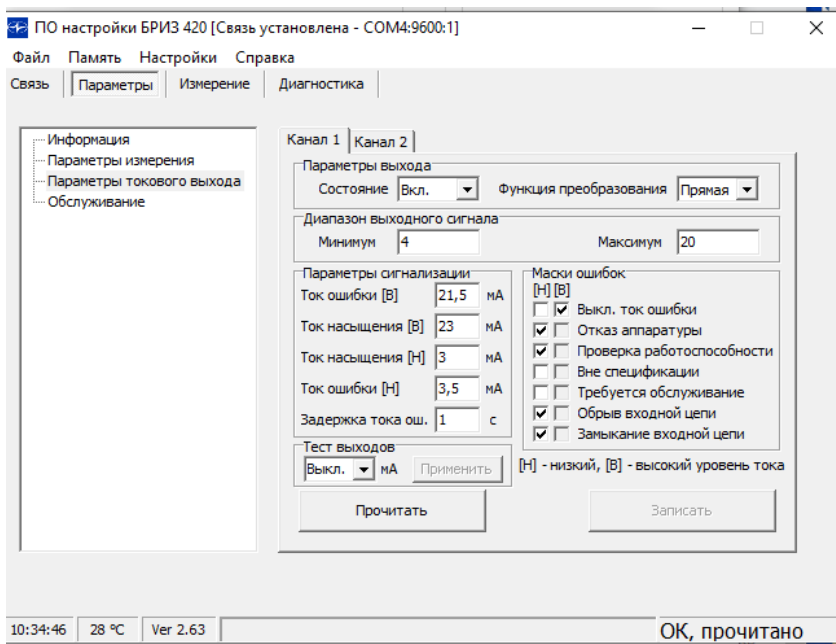 ПО настройки БРИЗ 420 [Связь установлена - COM4:9600:1]
Файл Память Настройки Справка
Связь Параметры Измерение Диагностика
Информация
Параметры измерения
Параметры токового выхода
Обслуживание
Канал 1 Канал 2
Параметры выхода
Состояние Вкл. Функция преобразования Прямая
Диапазон выходного сигнала
Минимум 4 Максимум 20
Параметры сигнализации
Ток ошибки [В] 21,5 мА
Ток насыщения [В] 23 мА
Ток насыщения [Н] 3 мА
Ток ошибки [Н] 3,5 мА
Задержка тока ош. 1 с
Маски ошибок
[Н] [В]
Выкл. ток ошибки
Отказ аппаратуры
Проверка работоспособности
Вне спецификации
Требуется обслуживание
Обрыв входной цепи
Замыкание входной цепи
Тест выходов
Выкл. мА Применить
[Н] - низкий, [В] - высокий уровень тока
Прочитать Записать
10:34:46 28 ºC Ver 2.63 ОК, прочитано